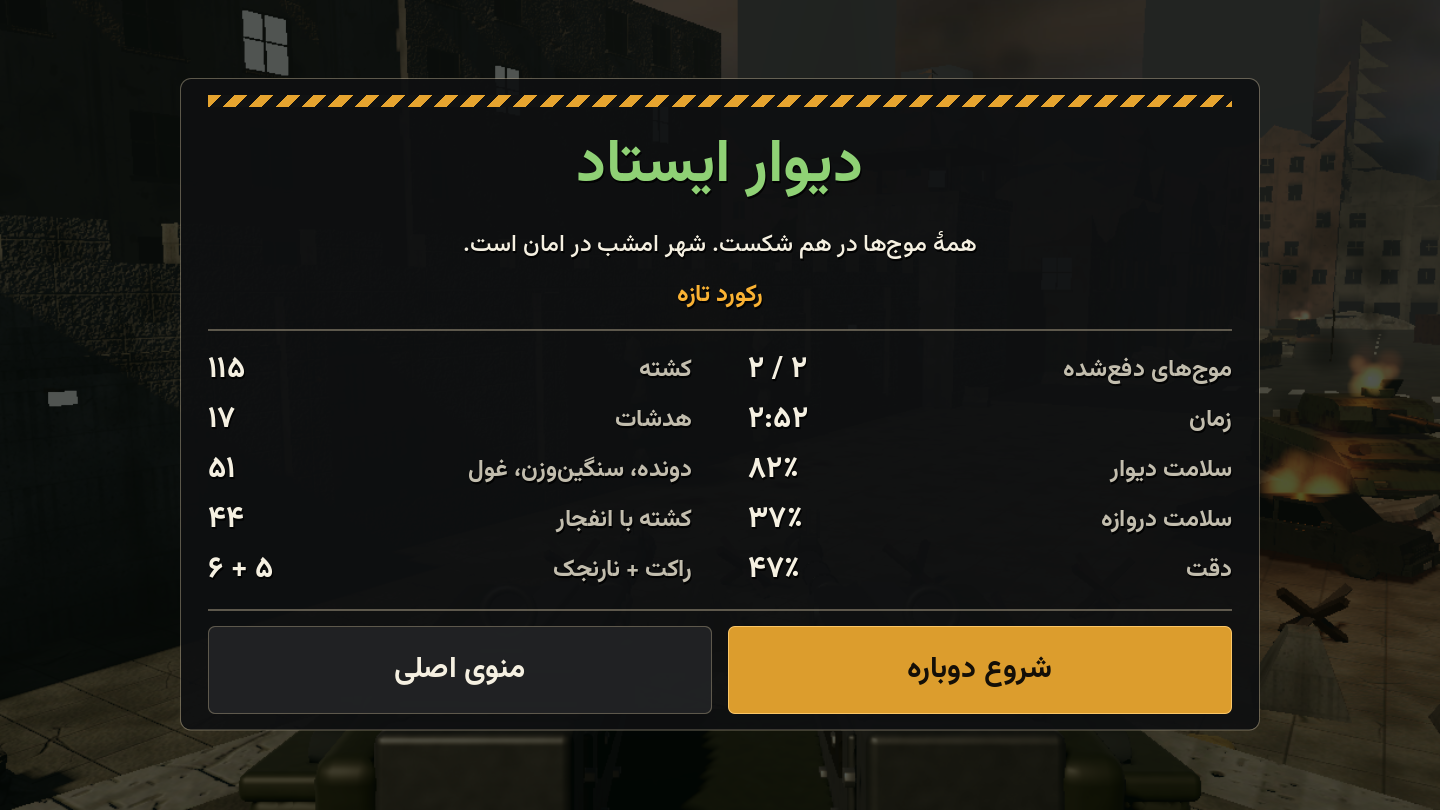 دیوار ایستاد
همهٔ موج‌ها در هم شکست. شهر امشب در امان است.
رکورد تازه
موج‌های دفع‌شده ۲ / ۲ کشته ۱۱۵
زمان ۲:۵۲ هدشات ۱۷
سلامت دیوار ۸۲٪ دونده، سنگین‌وزن، غول ۵۱
سلامت دروازه ۳۷٪ کشته با انفجار ۴۴
دقت ۴۷٪ راکت + نارنجک ۵ + ۶
شروع دوباره منوی اصلی